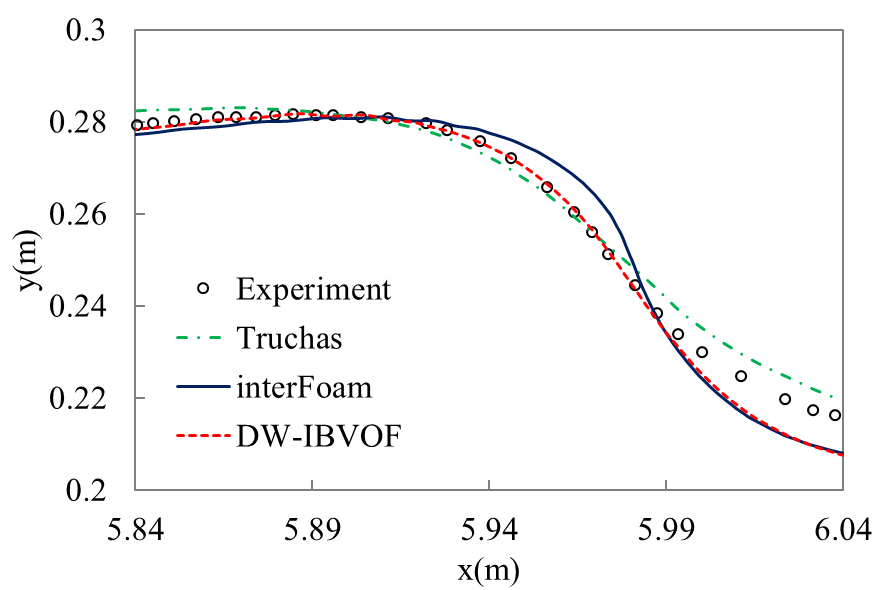 0.3
0.28
0.26
0.24
0.22
0.2
y(m)
Experiment
Truchas
interFoam
DW-IBVOF
5.84 5.89 5.94 5.99 6.04
x(m)